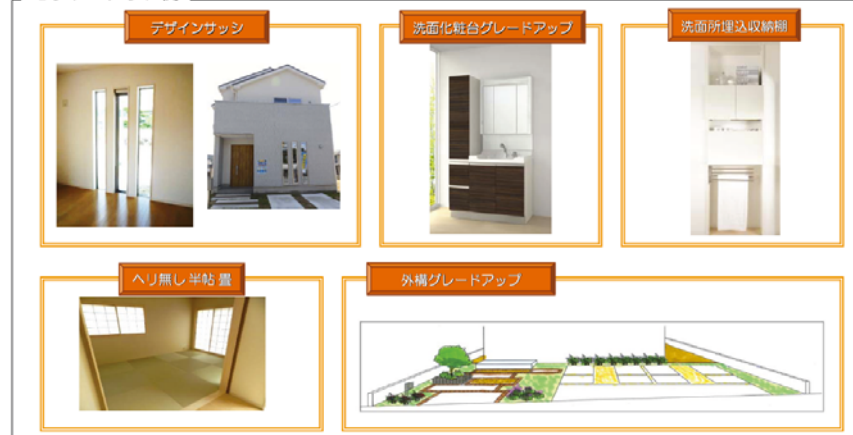 デザインサッシ
洗面化粧台グレードアップ
洗面所埋込収納棚
ヘリ無し半帖畳
外構グレードアップ